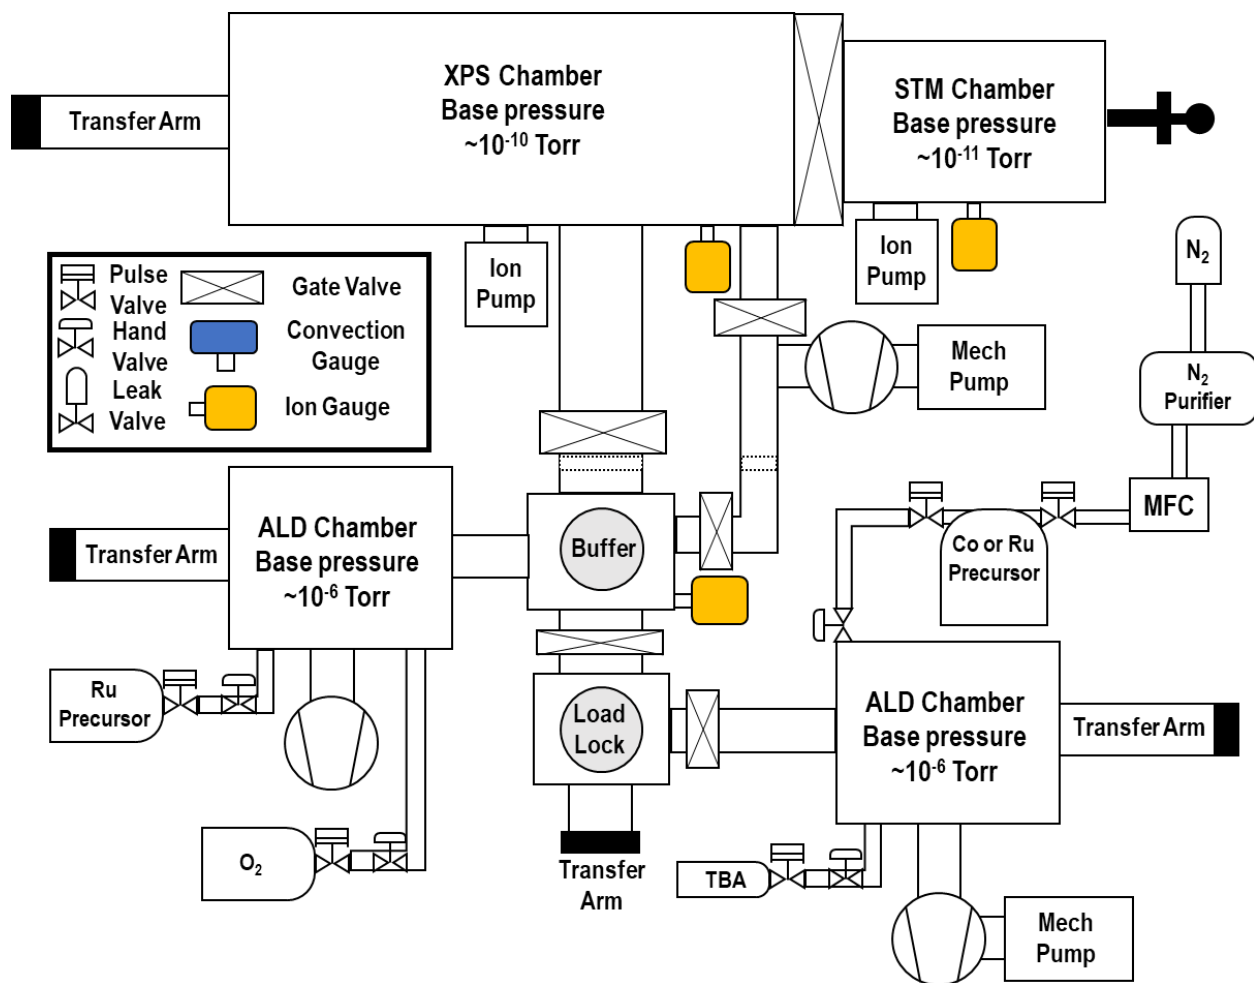 XPS Chamber
Base pressure
~10⁻¹⁰ Torr
STM Chamber
Base pressure
~10⁻¹¹ Torr
Transfer Arm
Ion
Pump
Ion
Pump
N₂
Pulse
Valve
Hand
Valve
Leak
Valve
Gate Valve
Convection
Gauge
Ion Gauge
Mech
Pump
N₂
Purifier
MFC
Co or Ru
Precursor
ALD Chamber
Base pressure
~10⁻⁶ Torr
Transfer Arm
Buffer
Ru
Precursor
Load
Lock
ALD Chamber
Base pressure
~10⁻⁶ Torr
Transfer Arm
O₂
Transfer
Arm
TBA
Mech
Pump